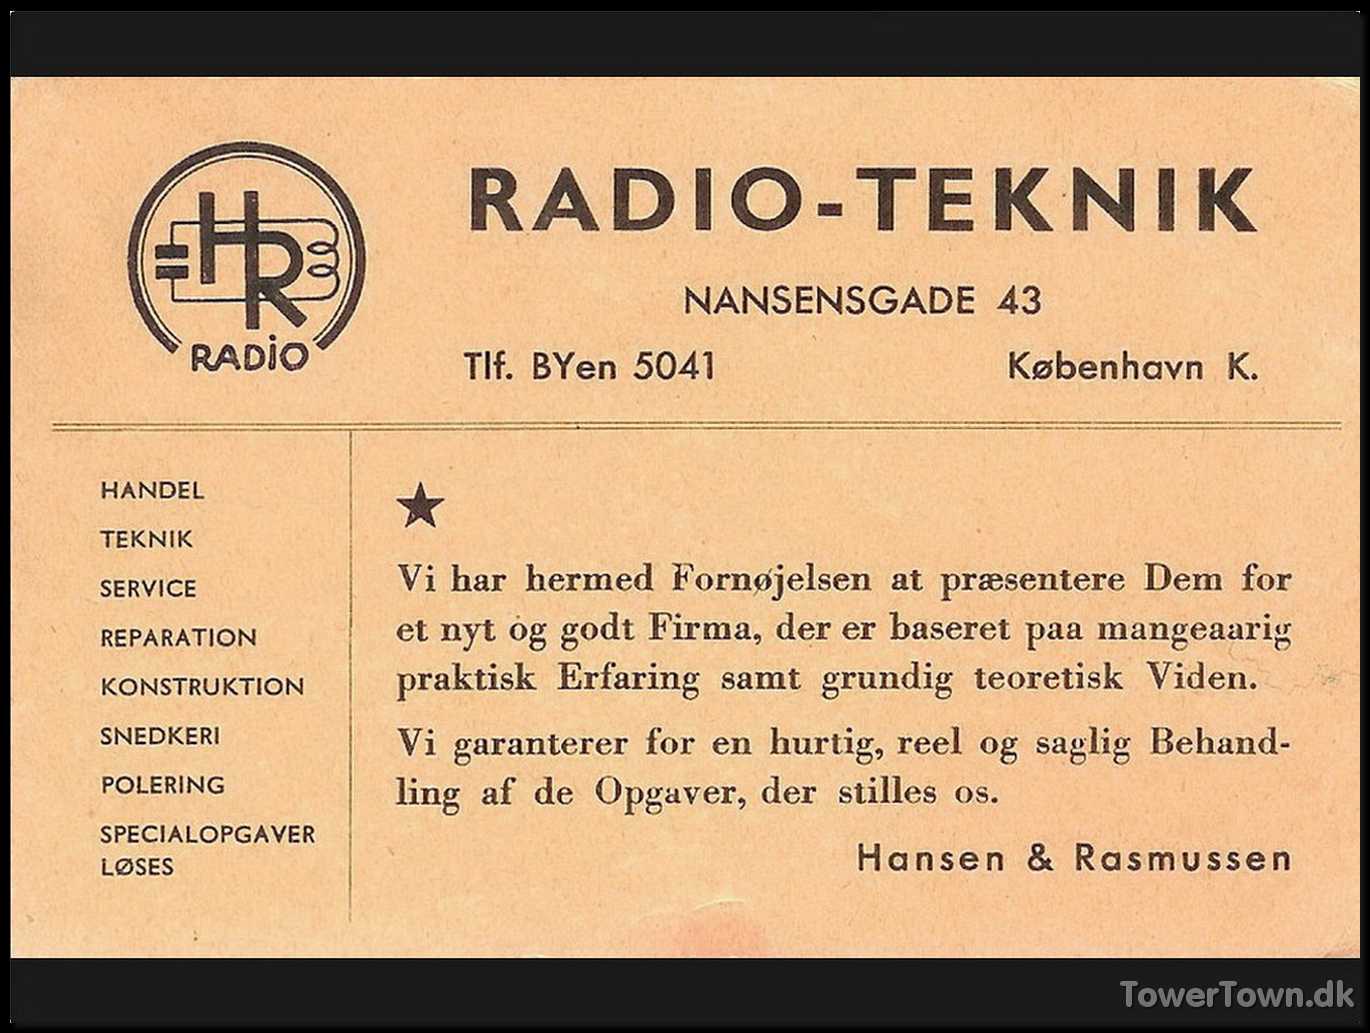 HR
RADIO
RADIO-TEKNIK
NANSENSGADE 43
Tlf. BYen 5041 København K.
HANDEL
TEKNIK
SERVICE
REPARATION
KONSTRUKTION
SNEDKERI
POLERING
SPECIALOPGAVER
LØSES
★
Vi har hermed Fornøjelsen at præsentere Dem for
et nyt og godt Firma, der er baseret paa mangeaarig
praktisk Erfaring samt grundig teoretisk Viden.
Vi garanterer for en hurtig, reel og saglig Behand-
ling af de Opgaver, der stilles os.
Hansen & Rasmussen
TowerTown.dk